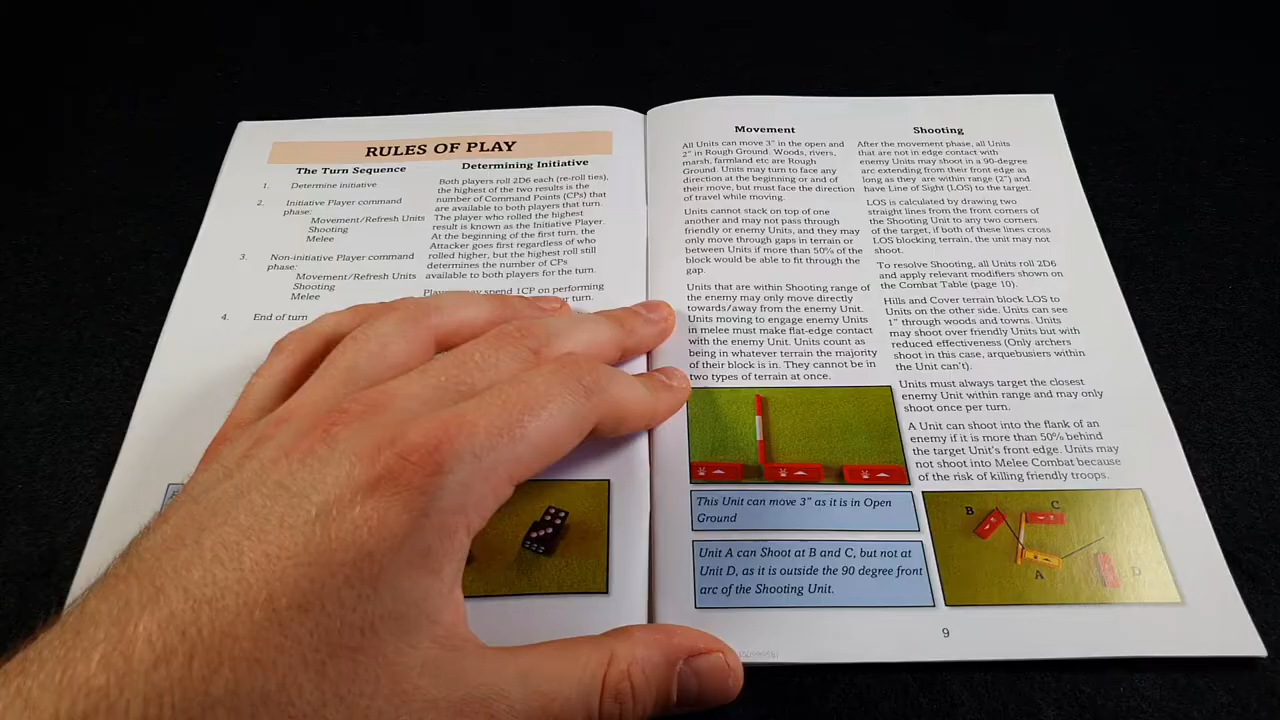 RULES OF PLAY
The Turn Sequence
1. Determine initiative
2. Initiative Player command
phase:
Movement/Refresh Units
Shooting
Melee
3. Non-initiative Player command
phase:
Movement/Refresh Units
Shooting
Melee
4. End of turn
Determining Initiative
Both players roll 2D6 each (re-roll ties),
the highest of the two results is the
number of Command Points (CPs) that
are available to both players that turn.
The player who rolled the highest
result is known as the Initiative Player.
At the beginning of the first turn, the
Attacker goes first regardless of who
rolled higher, but the highest roll still
determines the number of CPs
available to both players for the turn.
may spend 1CP on performing
turn.
Movement
All Units can move 3" in the open and
2" in Rough Ground. Woods, rivers,
marsh, farmland etc are Rough
Ground. Units may turn to face any
direction at the beginning or and of
their move, but must face the direction
of travel while moving.
Units cannot stack on top of one
another and may not pass through
friendly or enemy Units, and they may
only move through gaps in terrain or
between Units if more than 50% of the
block would be able to fit through the
gap.
Units that are within Shooting range of
the enemy may only move directly
towards/away from the enemy Unit.
Units moving to engage enemy Units
in melee must make flat-edge contact
with the enemy Unit. Units count as
being in whatever terrain the majority
of their block is in. They cannot be in
two types of terrain at once.
This Unit can move 3" as it is in Open
Ground
Unit A can Shoot at B and C, but not at
Unit D, as it is outside the 90 degree front
arc of the Shooting Unit.
Shooting
After the movement phase, all Units
that are not in edge contact with
enemy Units may shoot in a 90-degree
arc extending from their front edge as
long as they are within range (2") and
have Line of Sight (LOS) to the target.
LOS is calculated by drawing two
straight lines from the front corners of
the Shooting Unit to any two corners
of the target, if both of these lines cross
LOS blocking terrain, the unit may not
shoot.
To resolve Shooting, all Units roll 2D6
and apply relevant modifiers shown on
the Combat Table (page 10).
Hills and Cover terrain block LOS to
Units on the other side. Units can see
1" through woods and towns. Units
may shoot over friendly Units but with
reduced effectiveness (Only archers
shoot in this case, arquebusiers within
the Unit can't).
Units must always target the closest
enemy Unit within range and may only
shoot once per turn.
A Unit can shoot into the flank of an
enemy if it is more than 50% behind
the target Unit's front edge. Units may
not shoot into Melee Combat because
of the risk of killing friendly troops.
B
C
A
D
9